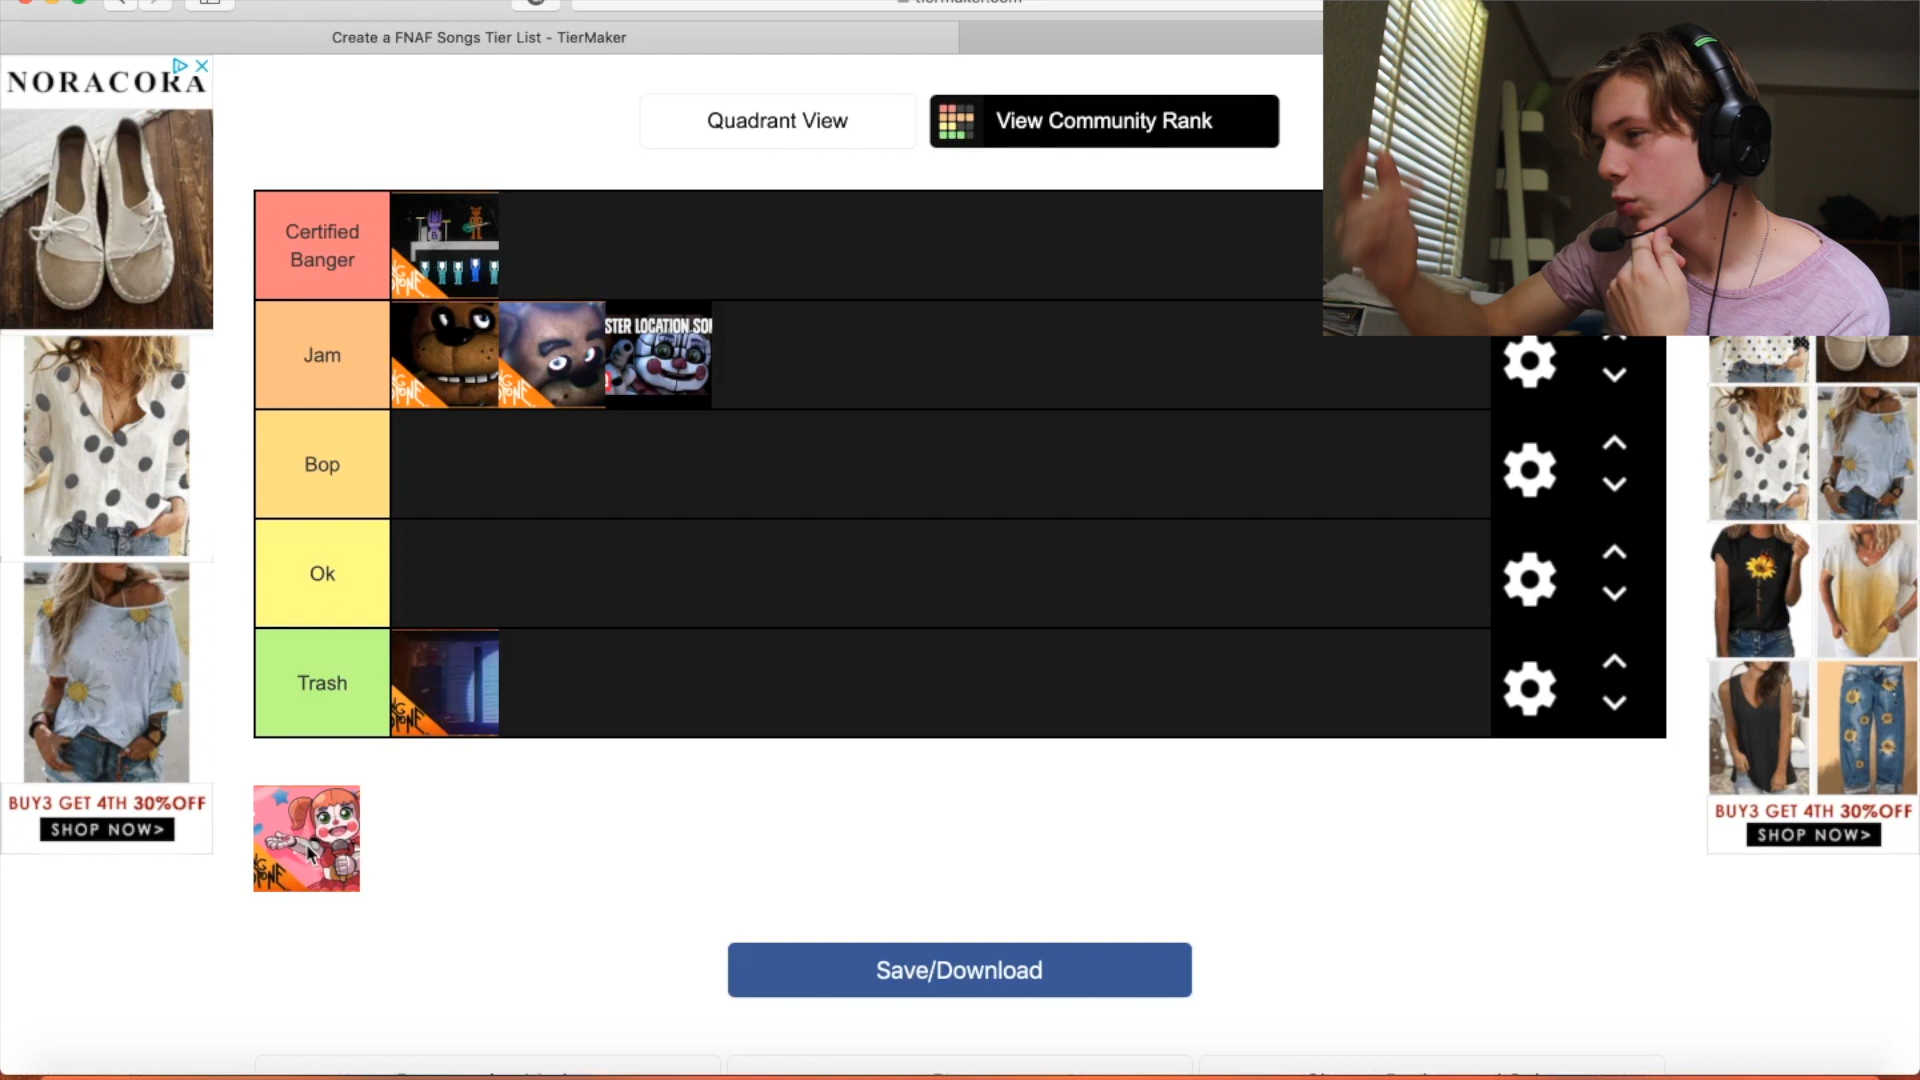 Create a FNAF Songs Tier List - TierMaker
NORACORA
Quadrant View
View Community Rank
Certified
Banger
Jam
STER LOCATION SON
Bop
Ok
Trash
BUY3 GET 4TH 30%OFF
SHOP NOW>
BUY3 GET 4TH 30%OFF
SHOP NOW>
Save/Download